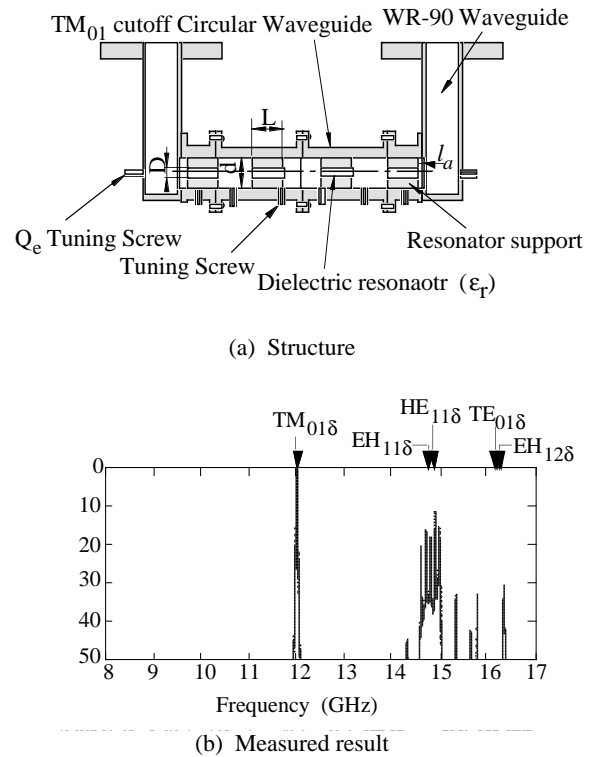 TM01 cutoff Circular Waveguide
WR-90 Waveguide
L
D
d
la
Qe Tuning Screw
Tuning Screw
Resonator support
Dielectric resonaotr (εr)
(a) Structure
TM01δ
HE11δ
TE01δ
EH11δ
EH12δ
0
10
20
30
40
50
8 9 10 11 12 13 14 15 16 17
Frequency (GHz)
(b) Measured result